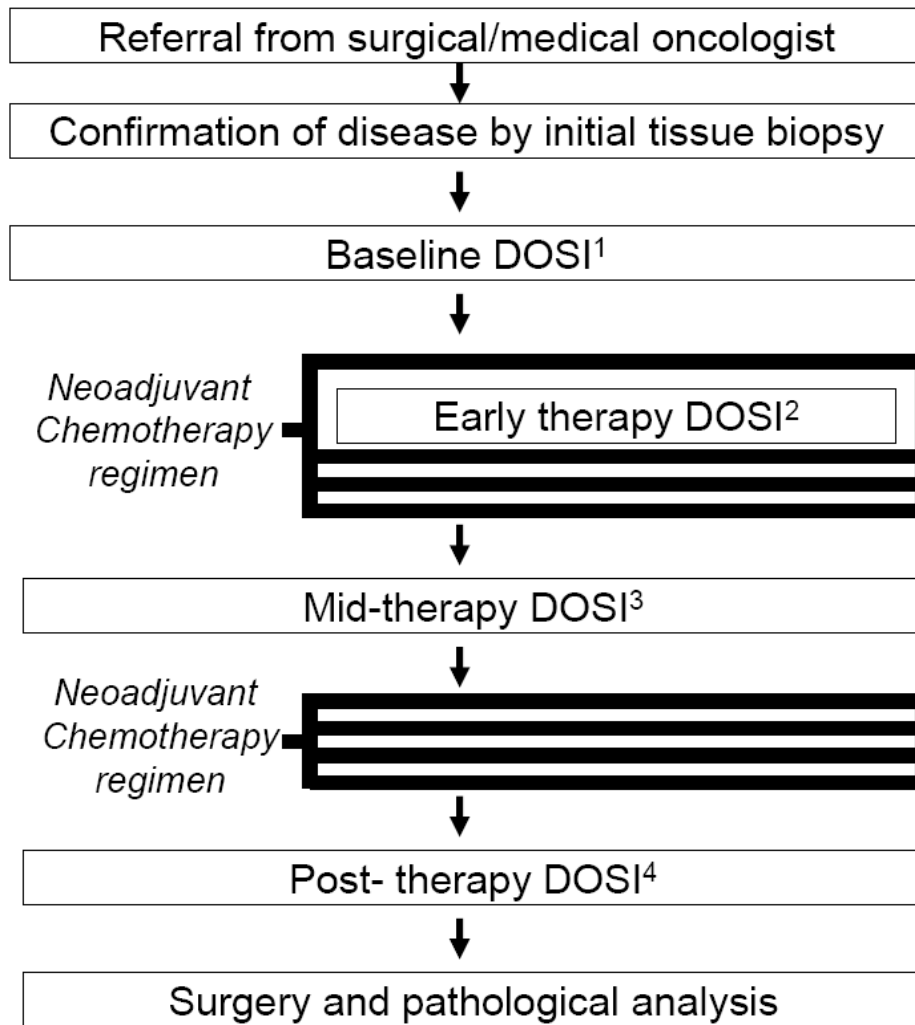 Referral from surgical/medical oncologist
Confirmation of disease by initial tissue biopsy
Baseline DOSI¹
Neoadjuvant
Chemotherapy
regimen
Early therapy DOSI²
Mid-therapy DOSI³
Neoadjuvant
Chemotherapy
regimen
Post- therapy DOSI⁴
Surgery and pathological analysis